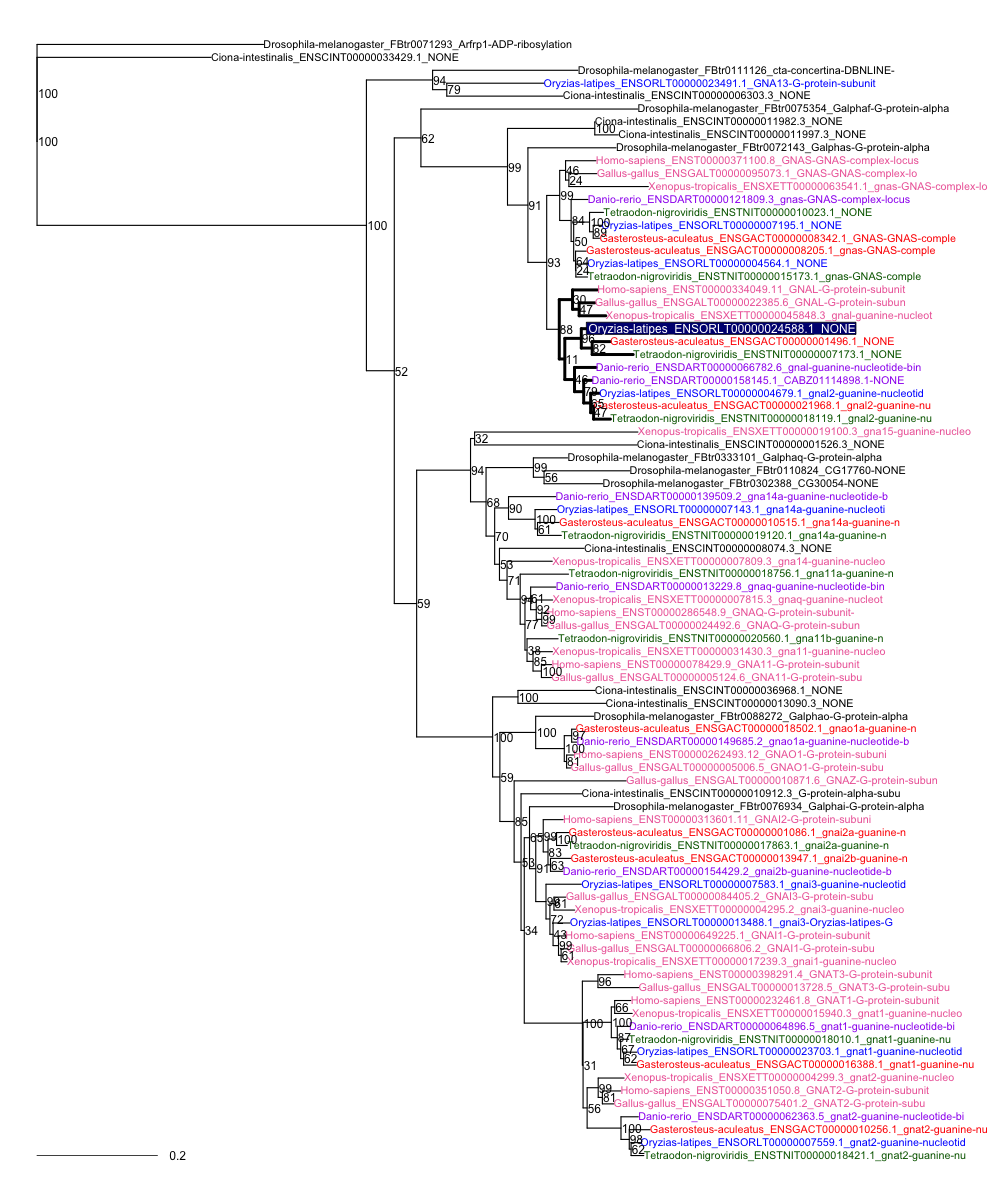 Drosophila-melanogaster_FBtr0071293_Arfrp1-ADP-ribosylation
Ciona-intestinalis_ENSCINT00000033429.1_NONE
Drosophila-melanogaster_FBtr0111126_cta-concertina-DBNLINE-
94
Oryzias-latipes_ENSORLT00000023491.1_GNA13-G-protein-subunit
79
100
Ciona-intestinalis_ENSCINT00000006303.3_NONE
Drosophila-melanogaster_FBtr0075354_Galphaf-G-protein-alpha
Ciona-intestinalis_ENSCINT00000011982.3_NONE
100
Ciona-intestinalis_ENSCINT00000011997.3_NONE
62
100
Drosophila-melanogaster_FBtr0072143_Galphas-G-protein-alpha
Homo-sapiens_ENST00000371100.8_GNAS-GNAS-complex-locus
99
46
Gallus-gallus_ENSGALT00000095073.1_GNAS-GNAS-complex-lo
24
Xenopus-tropicalis_ENSXETT00000063541.1_gnas-GNAS-complex-lo
99
Danio-rerio_ENSDART00000121809.3_gnas-GNAS-complex-locus
91
Tetraodon-nigroviridis_ENSTNIT00000010023.1_NONE
84
100
Oryzias-latipes_ENSORLT00000007195.1_NONE
100
89
Gasterosteus-aculeatus_ENSGACT00000008342.1_GNAS-GNAS-comple
50
Gasterosteus-aculeatus_ENSGACT00000008205.1_gnas-GNAS-comple
93
64
Oryzias-latipes_ENSORLT00000004564.1_NONE
24
Tetraodon-nigroviridis_ENSTNIT00000015173.1_gnas-GNAS-comple
Homo-sapiens_ENST00000334049.11_GNAL-G-protein-subunit
30
Gallus-gallus_ENSGALT00000022385.6_GNAL-G-protein-subun
47
Xenopus-tropicalis_ENSXETT00000045848.3_gnal-guanine-nucleot
88
Oryzias-latipes_ENSORLT00000024588.1_NONE
96
Gasterosteus-aculeatus_ENSGACT00000001496.1_NONE
82
Tetraodon-nigroviridis_ENSTNIT00000007173.1_NONE
11
Danio-rerio_ENSDART00000066782.6_gnal-guanine-nucleotide-bin
52
46
Danio-rerio_ENSDART00000158145.1_CABZ01114898.1-NONE
79
Oryzias-latipes_ENSORLT00000004679.1_gnal2-guanine-nucleotid
65
Gasterosteus-aculeatus_ENSGACT00000021968.1_gnal2-guanine-nu
47
Tetraodon-nigroviridis_ENSTNIT00000018119.1_gnal2-guanine-nu
Xenopus-tropicalis_ENSXETT00000019100.3_gna15-guanine-nucleo
32
Ciona-intestinalis_ENSCINT00000001526.3_NONE
Drosophila-melanogaster_FBtr0333101_Galphaq-G-protein-alpha
94
99
Drosophila-melanogaster_FBtr0110824_CG17760-NONE
56
Drosophila-melanogaster_FBtr0302388_CG30054-NONE
Danio-rerio_ENSDART00000139509.2_gna14a-guanine-nucleotide-b
68
90
Oryzias-latipes_ENSORLT00000007143.1_gna14a-guanine-nucleoti
100
Gasterosteus-aculeatus_ENSGACT00000010515.1_gna14a-guanine-n
61
Tetraodon-nigroviridis_ENSTNIT00000019120.1_gna14a-guanine-n
70
Ciona-intestinalis_ENSCINT00000008074.3_NONE
53
Xenopus-tropicalis_ENSXETT00000007809.3_gna14-guanine-nucleo
Tetraodon-nigroviridis_ENSTNIT00000018756.1_gna11a-guanine-n
71
Danio-rerio_ENSDART00000013229.8_gnaq-guanine-nucleotide-bin
94
61
Xenopus-tropicalis_ENSXETT00000007815.3_gnaq-guanine-nucleot
59
92
Homo-sapiens_ENST00000286548.9_GNAQ-G-protein-subunit-
99
77
Gallus-gallus_ENSGALT00000024492.6_GNAQ-G-protein-subun
Tetraodon-nigroviridis_ENSTNIT00000020560.1_gna11b-guanine-n
38
Xenopus-tropicalis_ENSXETT00000031430.3_gna11-guanine-nucleo
85
Homo-sapiens_ENST00000078429.9_GNA11-G-protein-subunit
100
Gallus-gallus_ENSGALT00000005124.6_GNA11-G-protein-subu
Ciona-intestinalis_ENSCINT00000036968.1_NONE
100
Ciona-intestinalis_ENSCINT00000013090.3_NONE
Drosophila-melanogaster_FBtr0088272_Galphao-G-protein-alpha
Gasterosteus-aculeatus_ENSGACT00000018502.1_gnao1a-guanine-n
100
100
97
Danio-rerio_ENSDART00000149685.2_gnao1a-guanine-nucleotide-b
100
Homo-sapiens_ENST00000262493.12_GNAO1-G-protein-subuni
81
Gallus-gallus_ENSGALT00000005006.5_GNAO1-G-protein-subu
59
Gallus-gallus_ENSGALT00000010871.6_GNAZ-G-protein-subun
Ciona-intestinalis_ENSCINT00000010912.3_G-protein-alpha-subu
Drosophila-melanogaster_FBtr0076934_Galphai-G-protein-alpha
85
Homo-sapiens_ENST00000313601.11_GNAI2-G-protein-subuni
65
99
Gasterosteus-aculeatus_ENSGACT00000001086.1_gnai2a-guanine-n
100
Tetraodon-nigroviridis_ENSTNIT00000017863.1_gnai2a-guanine-n
83
Gasterosteus-aculeatus_ENSGACT00000013947.1_gnai2b-guanine-n
53
91
63
Danio-rerio_ENSDART00000154429.2_gnai2b-guanine-nucleotide-b
Oryzias-latipes_ENSORLT00000007583.1_gnai3-guanine-nucleotid
Gallus-gallus_ENSGALT00000084405.2_GNAI3-G-protein-subu
61
Xenopus-tropicalis_ENSXETT00000004295.2_gnai3-guanine-nucleo
72
Oryzias-latipes_ENSORLT00000013488.1_gnai3-Oryzias-latipes-G
34
43
Homo-sapiens_ENST00000649225.1_GNAI1-G-protein-subunit
99
Gallus-gallus_ENSGALT00000066806.2_GNAI1-G-protein-subu
61
Xenopus-tropicalis_ENSXETT00000017239.3_gnai1-guanine-nucleo
Homo-sapiens_ENST00000398291.4_GNAT3-G-protein-subunit
96
Gallus-gallus_ENSGALT00000013728.5_GNAT3-G-protein-subu
Homo-sapiens_ENST00000232461.8_GNAT1-G-protein-subunit
66
Xenopus-tropicalis_ENSXETT00000015940.3_gnat1-guanine-nucleo
100
100
Danio-rerio_ENSDART00000064896.5_gnat1-guanine-nucleotide-bi
87
Tetraodon-nigroviridis_ENSTNIT00000018010.1_gnat1-guanine-nu
67
Oryzias-latipes_ENSORLT00000023703.1_gnat1-guanine-nucleotid
62
Gasterosteus-aculeatus_ENSGACT00000016388.1_gnat1-guanine-nu
31
Xenopus-tropicalis_ENSXETT00000004299.3_gnat2-guanine-nucleo
99
Homo-sapiens_ENST00000351050.8_GNAT2-G-protein-subunit
81
Gallus-gallus_ENSGALT00000075401.2_GNAT2-G-protein-subu
56
Danio-rerio_ENSDART00000062363.5_gnat2-guanine-nucleotide-bi
100
Gasterosteus-aculeatus_ENSGACT00000010256.1_gnat2-guanine-nu
98
Oryzias-latipes_ENSORLT00000007559.1_gnat2-guanine-nucleotid
62
Tetraodon-nigroviridis_ENSTNIT00000018421.1_gnat2-guanine-nu
0.2